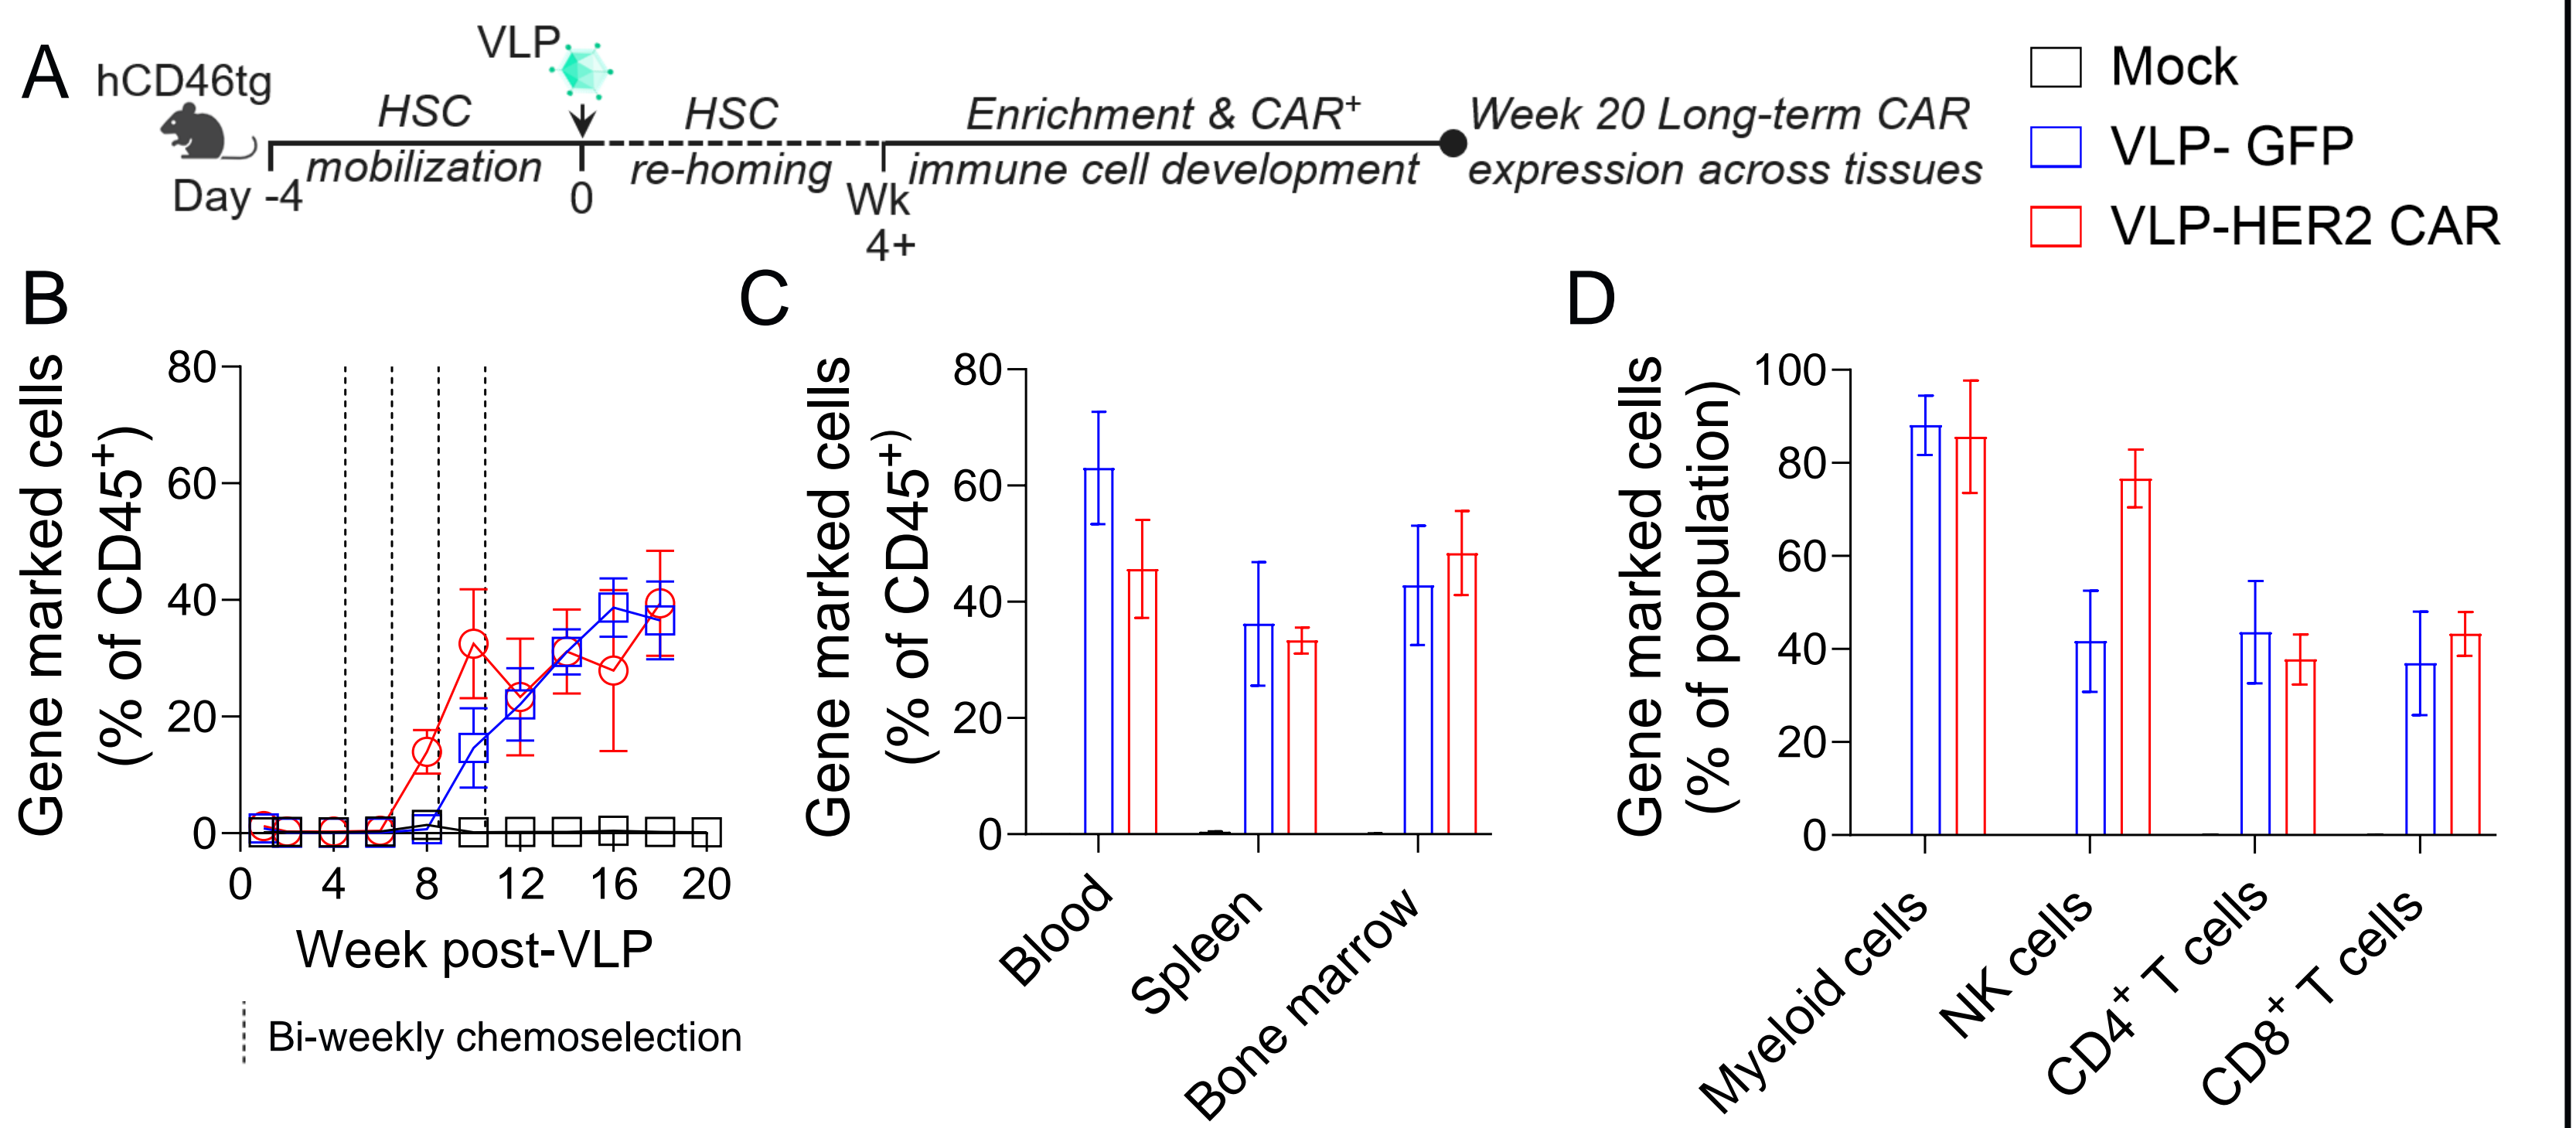 A
hCD46tg
VLP
HSC
mobilization
HSC
re-homing
Enrichment & CAR⁺
immune cell development
Week 20 Long-term CAR
expression across tissues
Day -4
0
Wk
4+
Mock
VLP- GFP
VLP-HER2 CAR
B
Gene marked cells
(% of CD45⁺)
80
60
40
20
0
0 4 8 12 16 20
Week post-VLP
Bi-weekly chemoselection
C
Gene marked cells
(% of CD45⁺)
80
60
40
20
0
Blood
Spleen
Bone marrow
D
Gene marked cells
(% of population)
100
80
60
40
20
0
Myeloid cells
NK cells
CD4⁺ T cells
CD8⁺ T cells